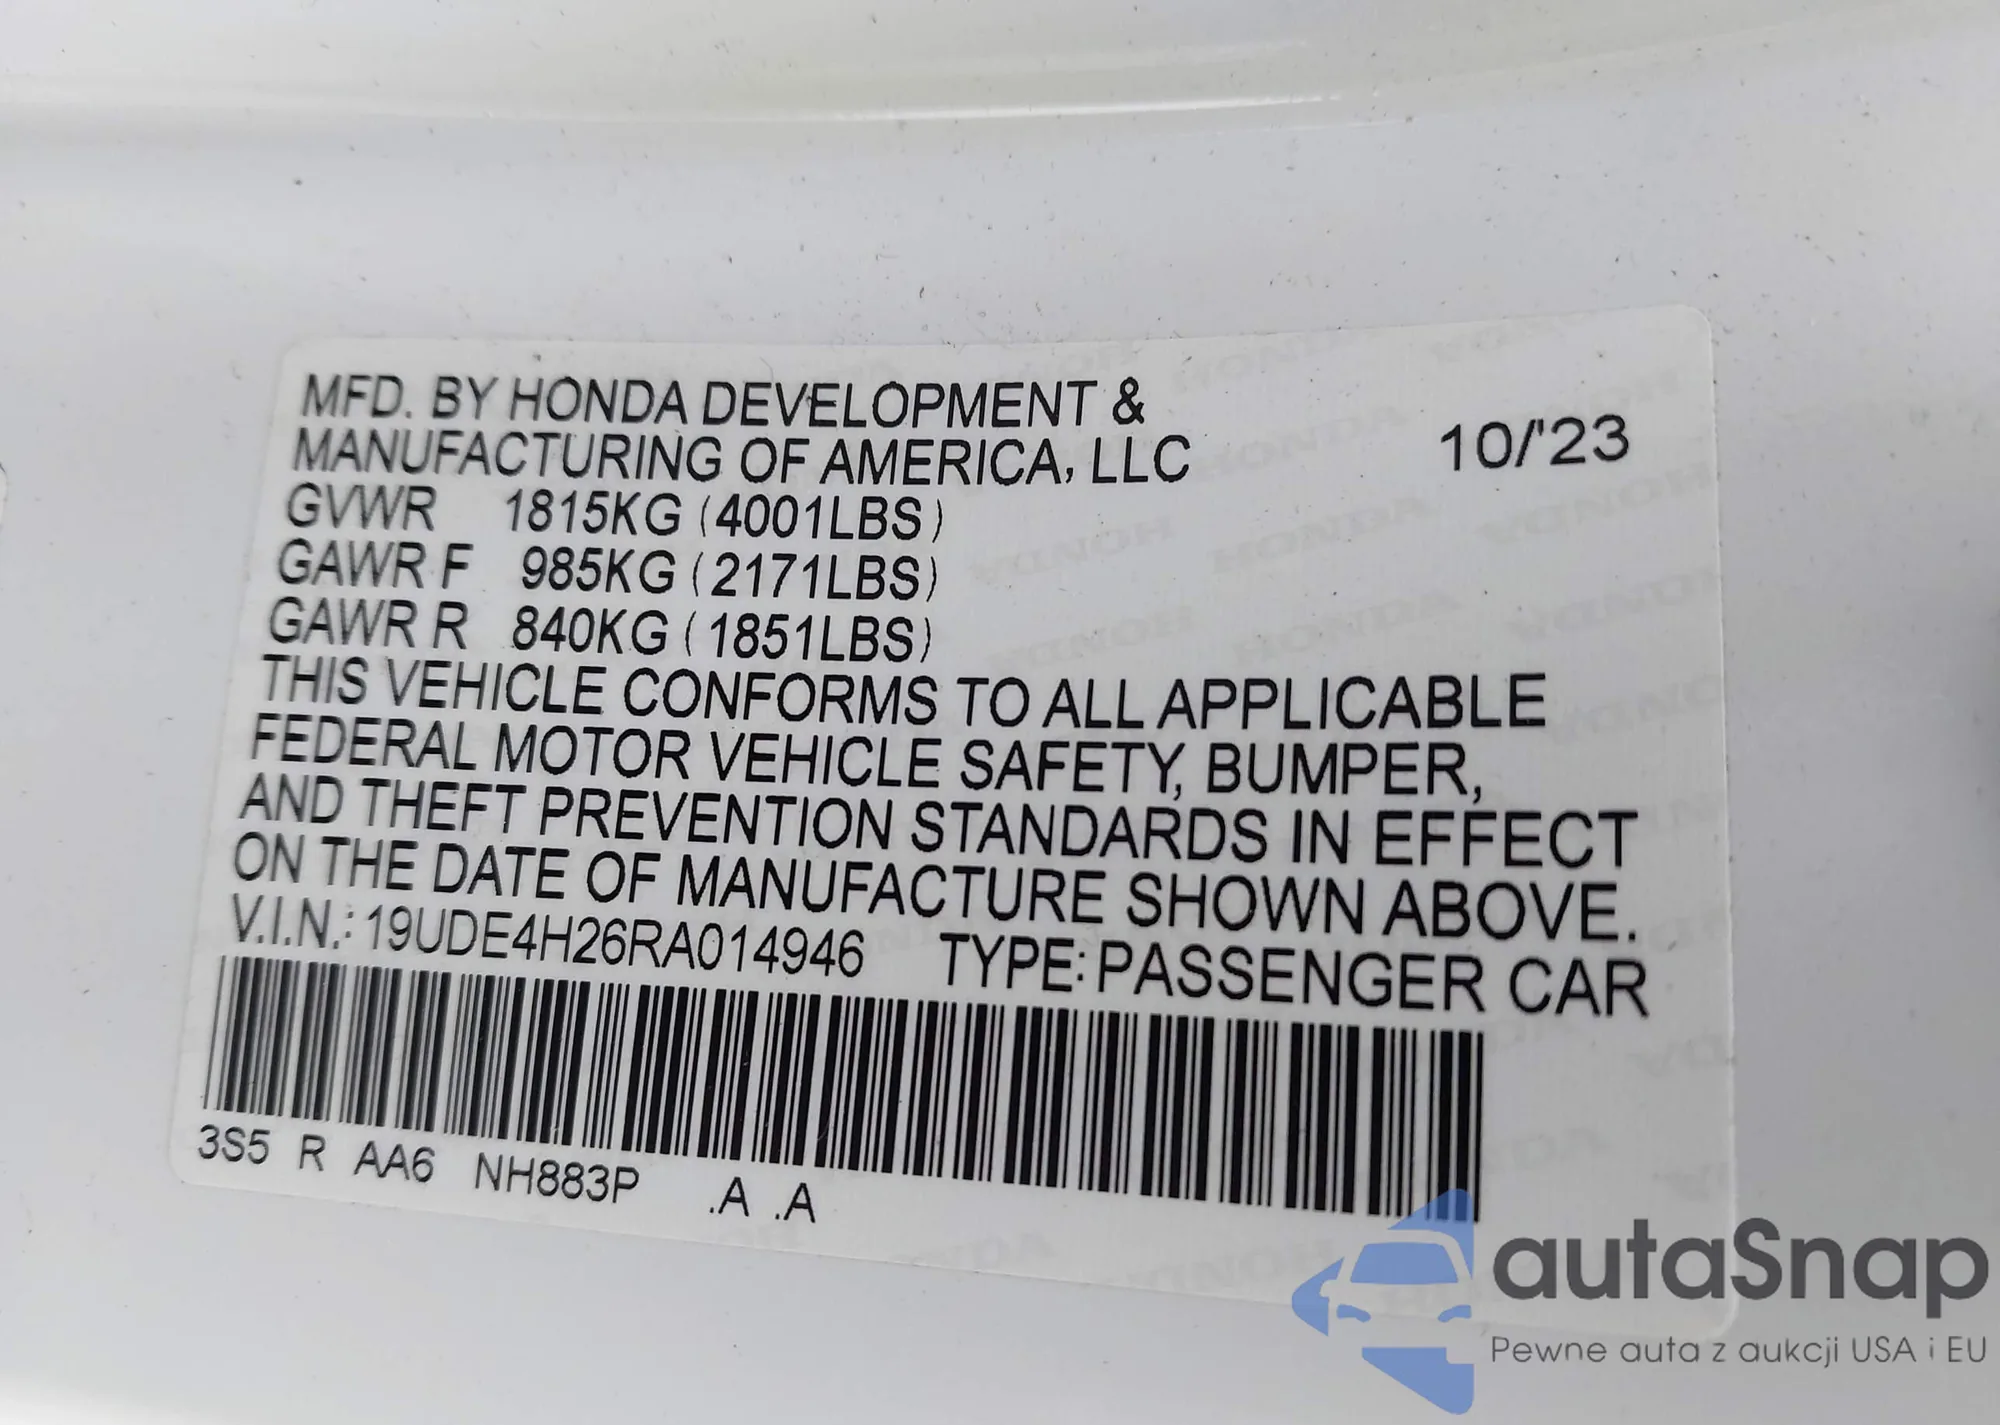 MFD. BY HONDA DEVELOPMENT &
MANUFACTURING OF AMERICA, LLC
10/'23
GVWR 1815KG (4001LBS)
GAWR F 985KG (2171LBS)
GAWR R 840KG (1851LBS)
THIS VEHICLE CONFORMS TO ALL APPLICABLE
FEDERAL MOTOR VEHICLE SAFETY, BUMPER,
AND THEFT PREVENTION STANDARDS IN EFFECT
ON THE DATE OF MANUFACTURE SHOWN ABOVE.
V.I.N.: 19UDE4H26RA014946 TYPE: PASSENGER CAR
3S5 R AA6 NH883P .A .A
autaSnap
Pewne auta z aukcji USA i EU